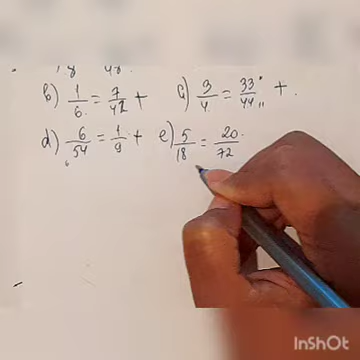 b) 1/6 = 7/42 + c) 3/4 = 33/44 +
d) 6/54 = 1/9 + e) 5/18 = 20/72
InShOt